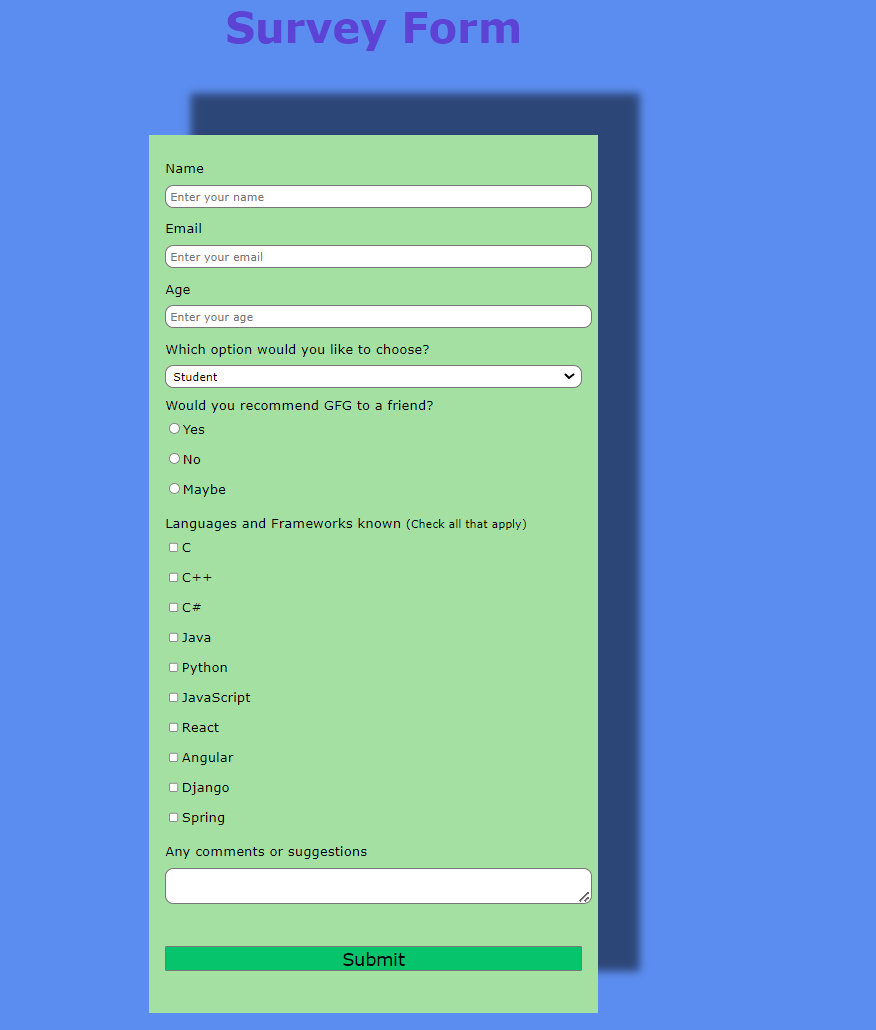 Survey Form
Name
Enter your name
Email
Enter your email
Age
Enter your age
Which option would you like to choose?
Student
Would you recommend GFG to a friend?
Yes
No
Maybe
Languages and Frameworks known (Check all that apply)
C
C++
C#
Java
Python
JavaScript
React
Angular
Django
Spring
Any comments or suggestions
Submit